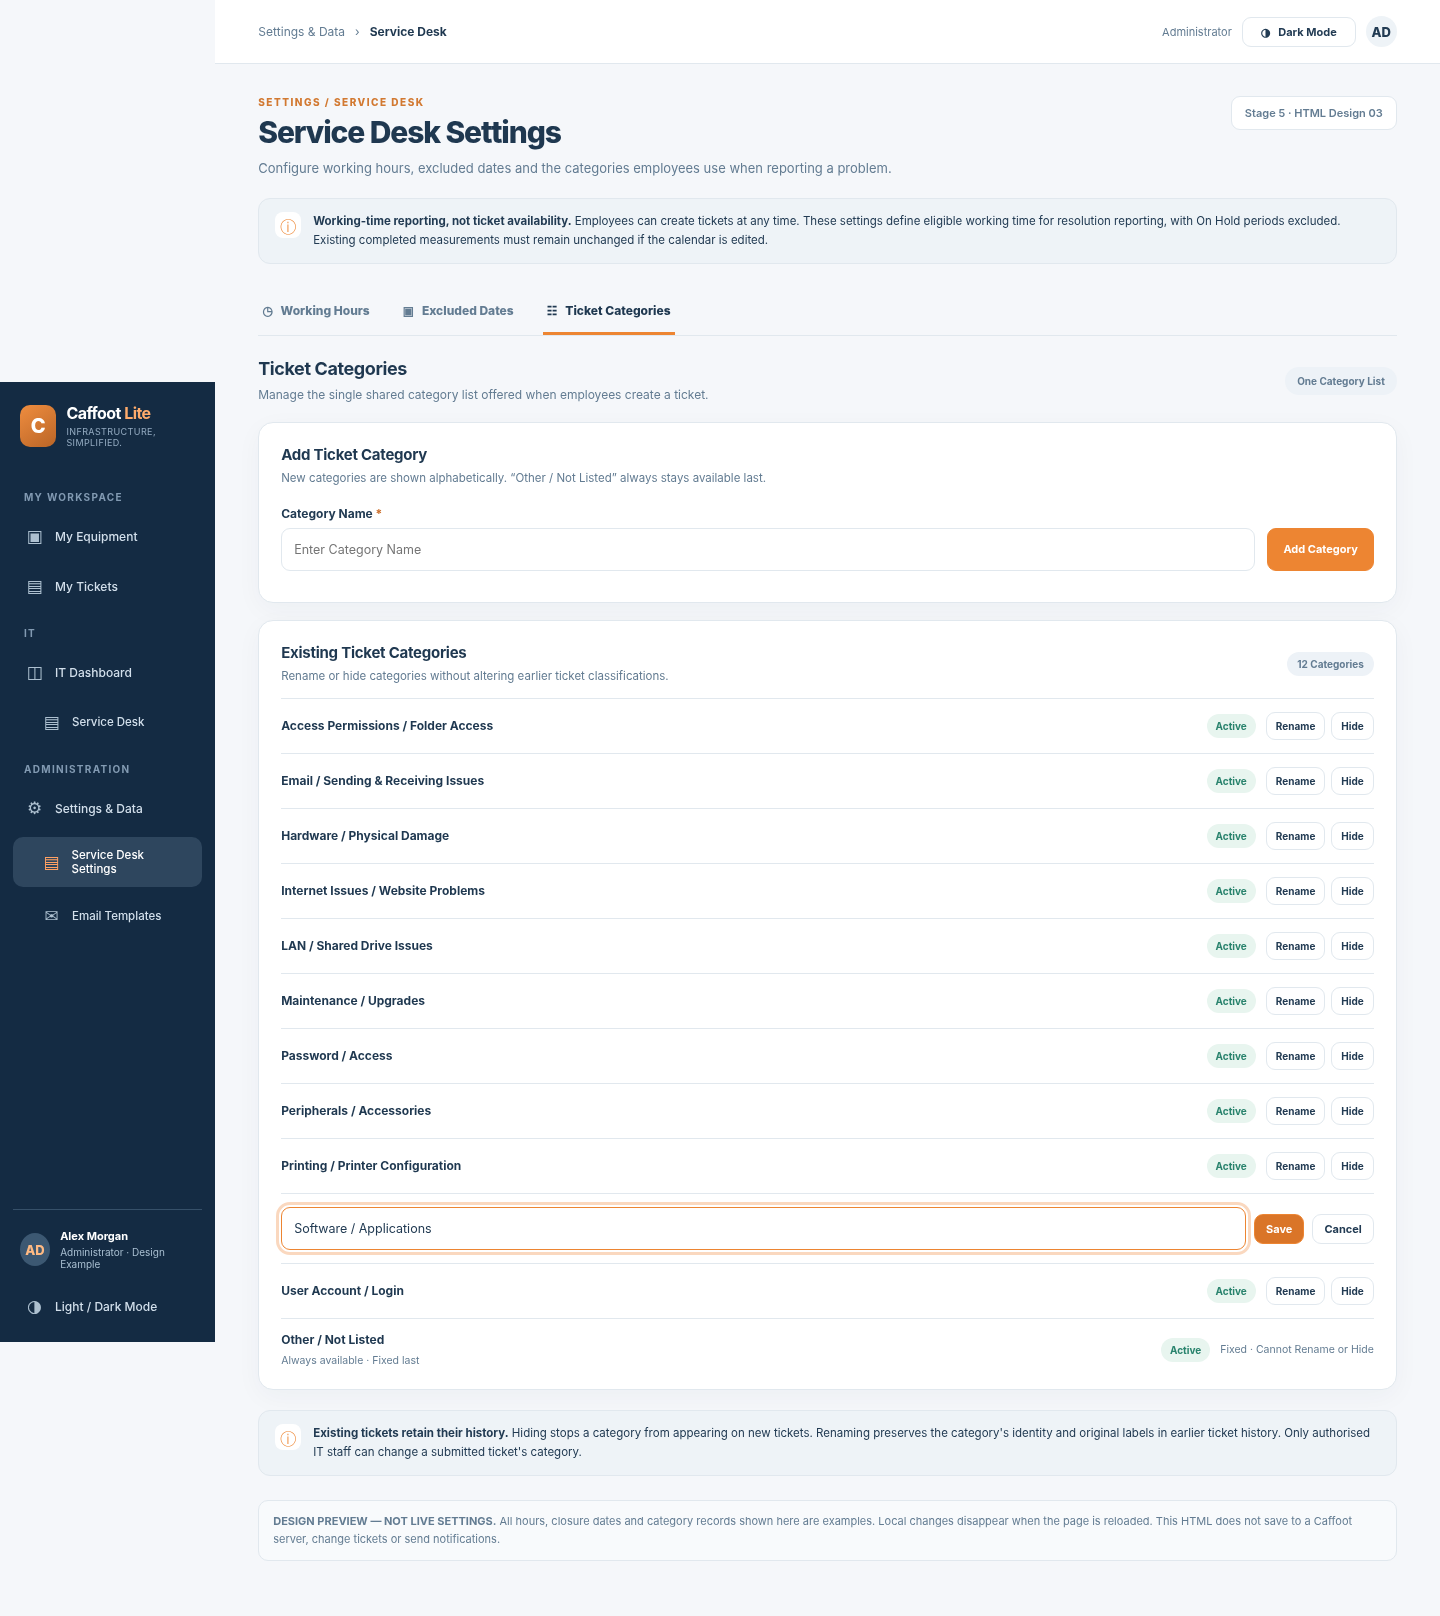 Settings & Data › Service Desk
Administrator
Dark Mode
AD
SETTINGS / SERVICE DESK
Service Desk Settings
Stage 5 · HTML Design 03
Configure working hours, excluded dates and the categories employees use when reporting a problem.
Working-time reporting, not ticket availability. Employees can create tickets at any time. These settings define eligible working time for resolution reporting, with On Hold periods excluded.
Existing completed measurements must remain unchanged if the calendar is edited.
Working Hours
Excluded Dates
Ticket Categories
Ticket Categories
Manage the single shared category list offered when employees create a ticket.
One Category List
Add Ticket Category
New categories are shown alphabetically. “Other / Not Listed” always stays available last.
Category Name *
Enter Category Name
Add Category
Existing Ticket Categories
Rename or hide categories without altering earlier ticket classifications.
12 Categories
Access Permissions / Folder Access Active Rename Hide
Email / Sending & Receiving Issues Active Rename Hide
Hardware / Physical Damage Active Rename Hide
Internet Issues / Website Problems Active Rename Hide
LAN / Shared Drive Issues Active Rename Hide
Maintenance / Upgrades Active Rename Hide
Password / Access Active Rename Hide
Peripherals / Accessories Active Rename Hide
Printing / Printer Configuration Active Rename Hide
Software / Applications Save Cancel
User Account / Login Active Rename Hide
Other / Not Listed
Always available · Fixed last
Active Fixed · Cannot Rename or Hide
Existing tickets retain their history. Hiding stops a category from appearing on new tickets. Renaming preserves the category's identity and original labels in earlier ticket history. Only authorised
IT staff can change a submitted ticket's category.
DESIGN PREVIEW — NOT LIVE SETTINGS. All hours, closure dates and category records shown here are examples. Local changes disappear when the page is reloaded. This HTML does not save to a Caffoot
server, change tickets or send notifications.
C
Caffoot Lite
INFRASTRUCTURE,
SIMPLIFIED.
MY WORKSPACE
My Equipment
My Tickets
IT
IT Dashboard
Service Desk
ADMINISTRATION
Settings & Data
Service Desk
Settings
Email Templates
AD
Alex Morgan
Administrator · Design
Example
Light / Dark Mode